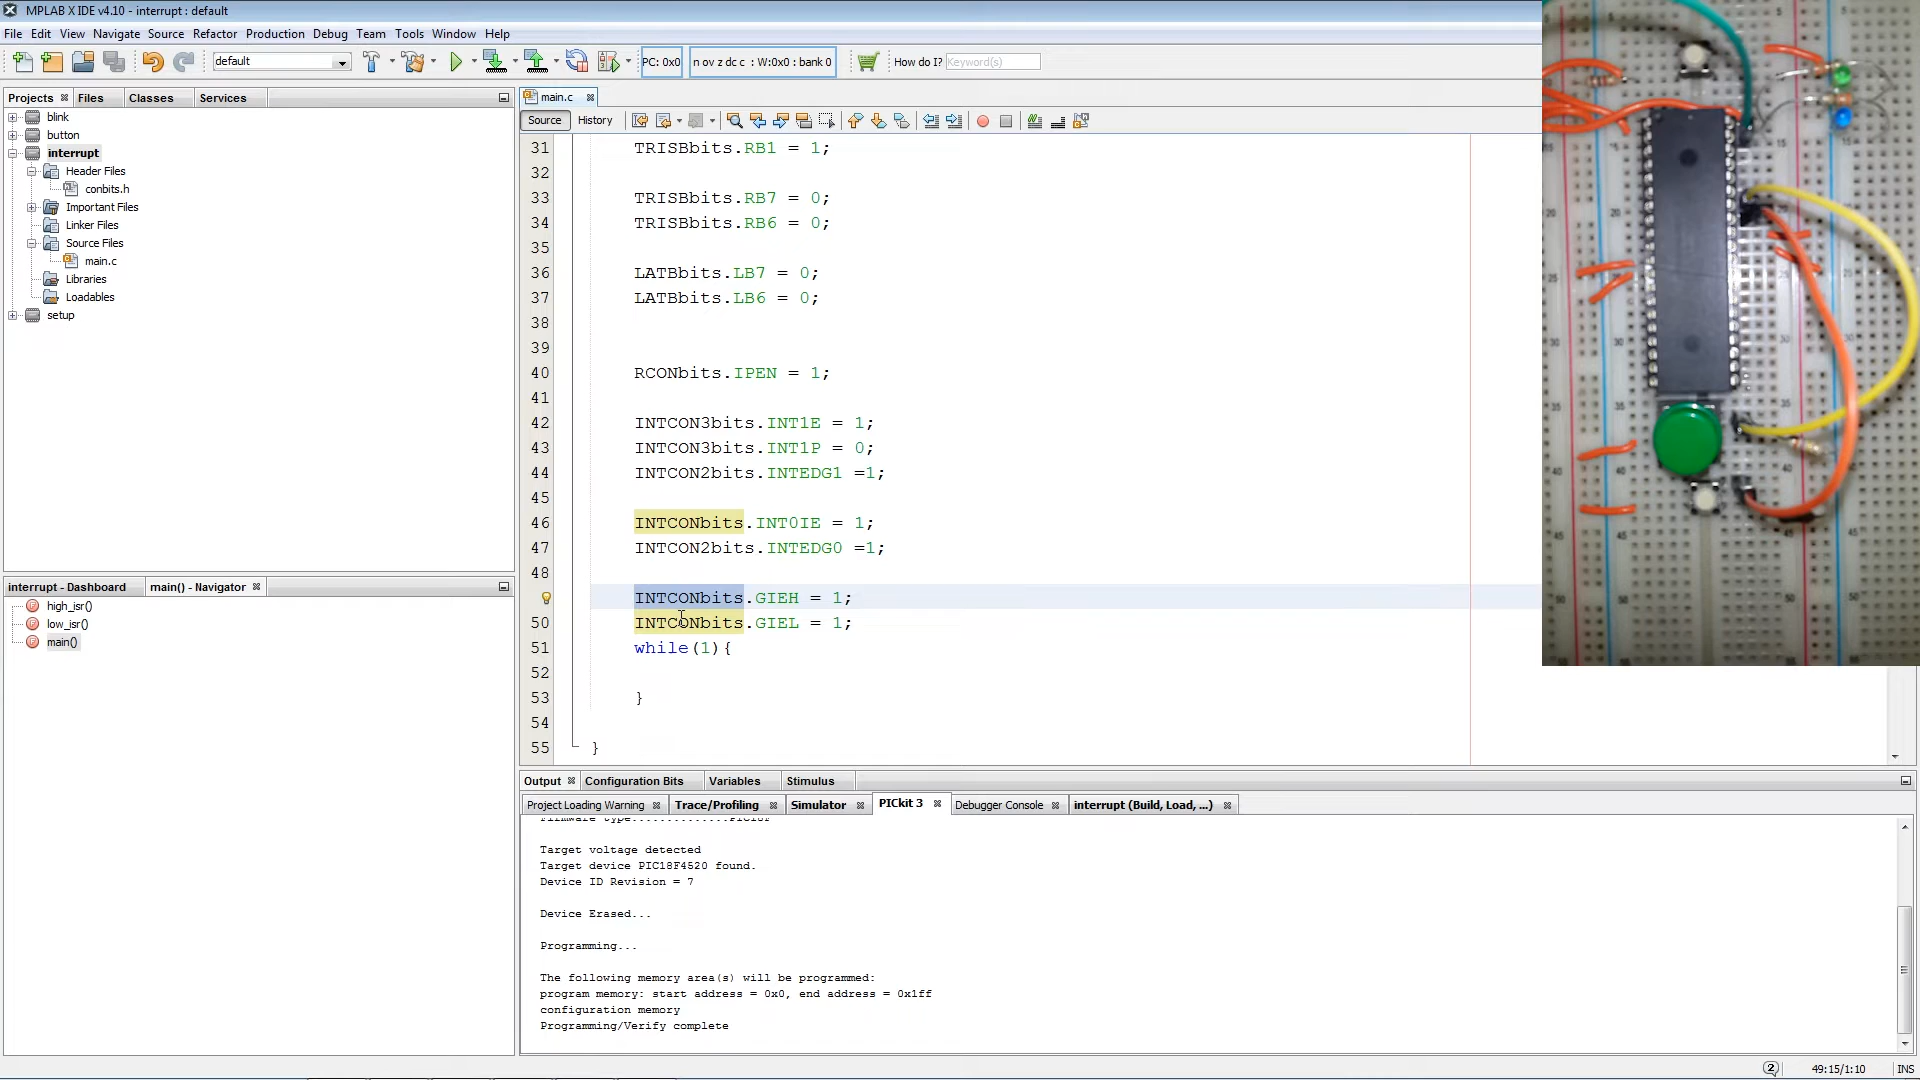 MPLAB X IDE v4.10 - interrupt : default
File Edit View Navigate Source Refactor Production Debug Team Tools Window Help
default
PC: 0x0
n ov z dc c : W:0x0 : bank 0
How do I? Keyword(s)
Projects Files Classes Services
blink
button
interrupt
Header Files
conbits.h
Important Files
Linker Files
Source Files
main.c
Libraries
Loadables
setup
interrupt - Dashboard main() - Navigator
high_isr()
low_isr()
main()
main.c
Source History
31 TRISBbits.RB1 = 1;
32
33 TRISBbits.RB7 = 0;
34 TRISBbits.RB6 = 0;
35
36 LATBbits.LB7 = 0;
37 LATBbits.LB6 = 0;
38
39
40 RCONbits.IPEN = 1;
41
42 INTCON3bits.INT1E = 1;
43 INTCON3bits.INT1P = 0;
44 INTCON2bits.INTEDG1 =1;
45
46 INTCONbits.INT0IE = 1;
47 INTCON2bits.INTEDG0 =1;
48
INTCONbits.GIEH = 1;
50 INTCONbits.GIEL = 1;
51 while(1){
52
53 }
54
55 }
Output Configuration Bits Variables Stimulus
Project Loading Warning Trace/Profiling Simulator PICkit 3 Debugger Console interrupt (Build, Load, ...)
Target voltage detected
Target device PIC18F4520 found.
Device ID Revision = 7
Device Erased...
Programming...
The following memory area(s) will be programmed:
program memory: start address = 0x0, end address = 0x1ff
configuration memory
Programming/Verify complete
2 49:15/1:10 INS